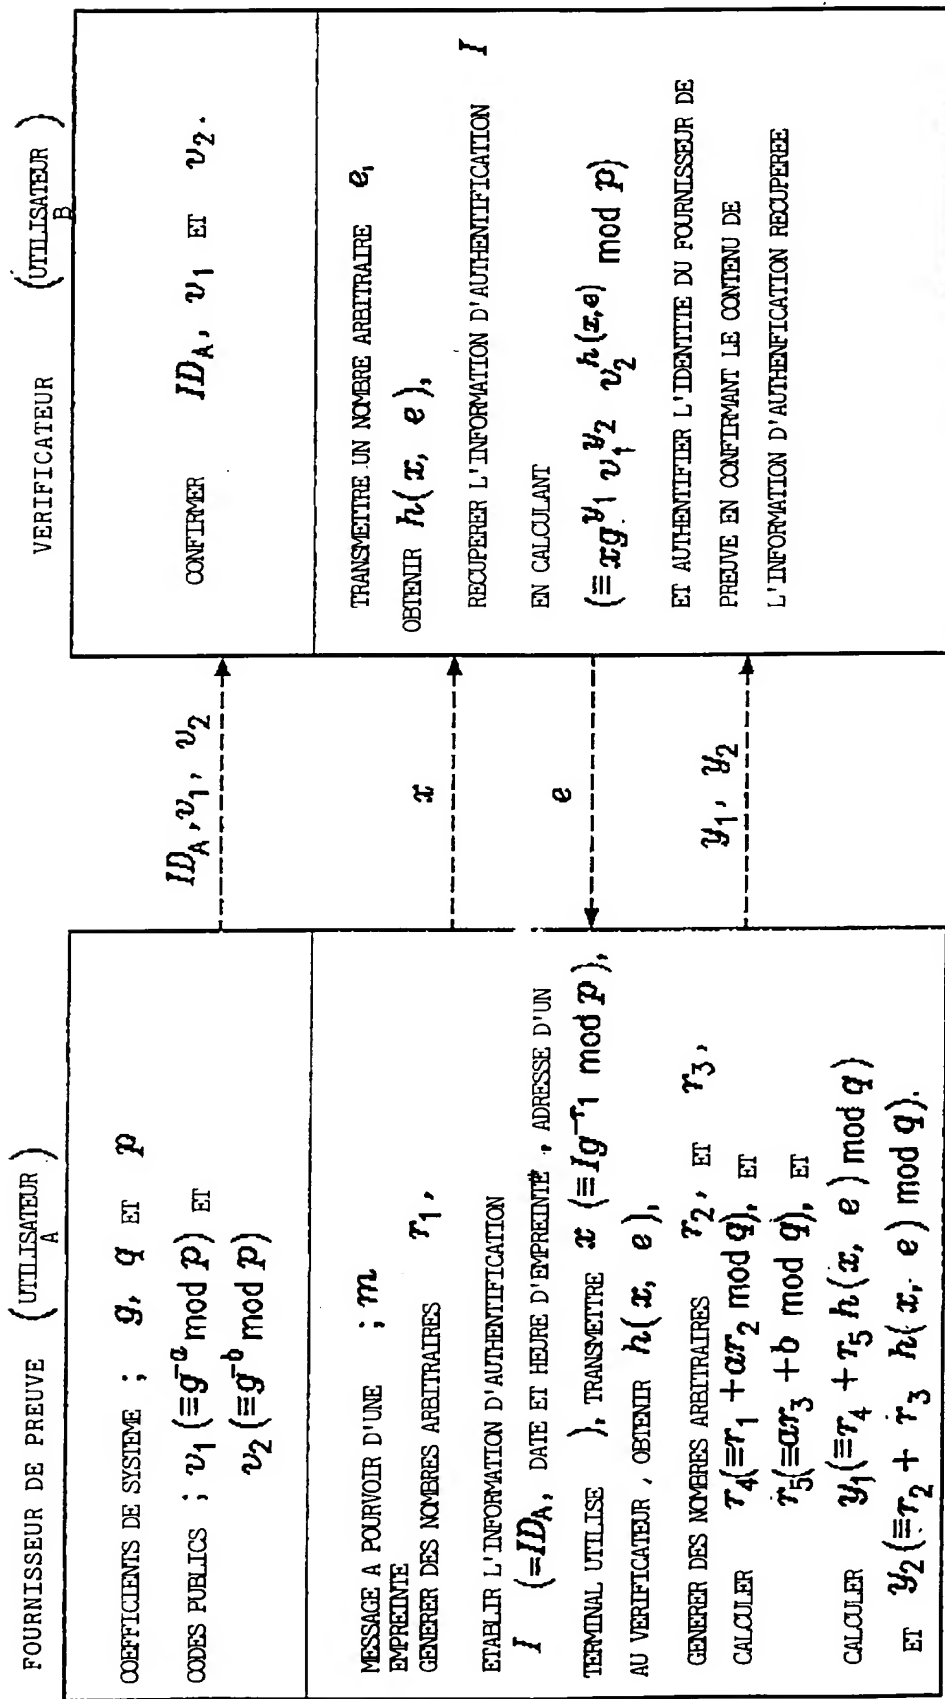 FOURNISSEUR DE PREUVE (UTILISATEUR A)
COEFFICIENTS DE SYSTEME ; g, q ET p
CODES PUBLICS ; v₁ (≡g⁻ᵃ mod p) ET
v₂ (≡g⁻ᵇ mod p)
MESSAGE A POURVOIR D'UNE ; m
EMPREINTE
GENERER DES NOMBRES ARBITRAIRES r₁,
ETABLIR L'INFORMATION D'AUTHENTIFICATION
I (=ID_A, DATE ET HEURE D'EMPREINTE, ADRESSE D'UN
TERMINAL UTILISE ), TRANSMETTRE x (≡Ig^-r₁ mod p),
AU VERIFICATEUR, OBTENIR h(x, e),
GENERER DES NOMBRES ARBITRAIRES r₂, ET r₃,
CALCULER r₄(≡r₁ + ar₂ mod q), ET
r₅(≡ar₃ + b mod q), ET
CALCULER y₁(≡r₄ + r₅ h(x, e) mod q)
ET y₂(≡r₂ + r₃ h(x, e) mod q).
ID_A, v₁, v₂
x
e
y₁, y₂
VERIFICATEUR (UTILISATEUR B)
CONFIRMER ID_A, v₁ ET v₂.
TRANSMETTRE UN NOMBRE ARBITRAIRE e,
OBTENIR h(x, e),
RECUPERER L'INFORMATION D'AUTHENTIFICATION I
EN CALCULANT
(≡xg^y₁ v₁^y₂ v₂^h(x,e) mod p)
ET AUTHENTIFIER L'IDENTITE DU FOURNISSEUR DE
PREUVE EN CONFIRMANT LE CONTENU DE
L'INFORMATION D'AUTHENFICATION RECUPEREE